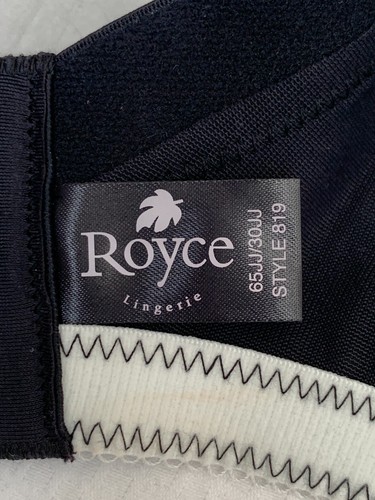 Royce
Lingerie
65JJ/30JJ
STYLE 819